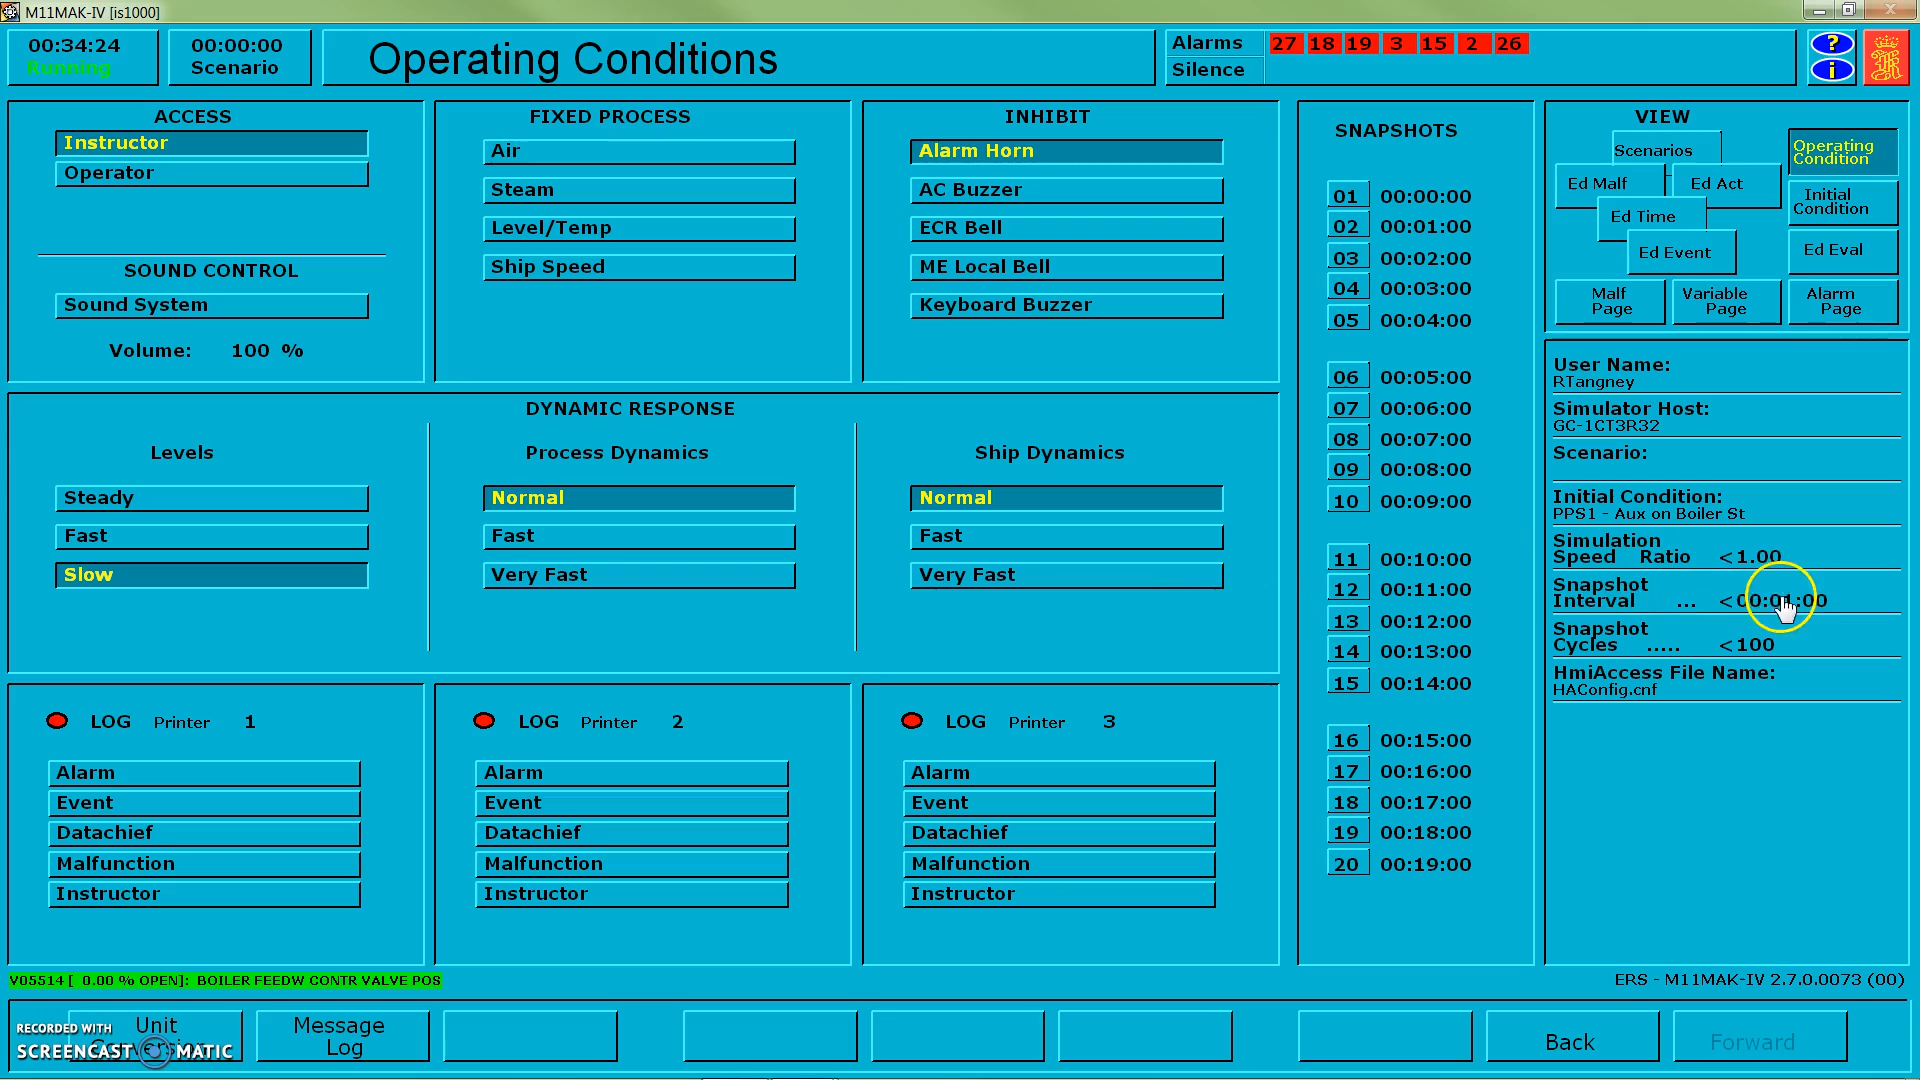 M11MAK-IV [is1000]
00:34:24
Running
00:00:00
Scenario
Operating Conditions
Alarms 27 18 19 3 15 2 26
Silence
?
i
ACCESS
Instructor
Operator
SOUND CONTROL
Sound System
Volume: 100 %
FIXED PROCESS
Air
Steam
Level/Temp
Ship Speed
INHIBIT
Alarm Horn
AC Buzzer
ECR Bell
ME Local Bell
Keyboard Buzzer
DYNAMIC RESPONSE
Levels
Steady
Fast
Slow
Process Dynamics
Normal
Fast
Very Fast
Ship Dynamics
Normal
Fast
Very Fast
LOG Printer 1
Alarm
Event
Datachief
Malfunction
Instructor
LOG Printer 2
Alarm
Event
Datachief
Malfunction
Instructor
LOG Printer 3
Alarm
Event
Datachief
Malfunction
Instructor
SNAPSHOTS
01 00:00:00
02 00:01:00
03 00:02:00
04 00:03:00
05 00:04:00
06 00:05:00
07 00:06:00
08 00:07:00
09 00:08:00
10 00:09:00
11 00:10:00
12 00:11:00
13 00:12:00
14 00:13:00
15 00:14:00
16 00:15:00
17 00:16:00
18 00:17:00
19 00:18:00
20 00:19:00
VIEW
Scenarios
Ed Malf
Ed Act
Ed Time
Ed Event
Operating
Condition
Initial
Condition
Ed Eval
Malf
Page
Variable
Page
Alarm
Page
User Name:
RTangney
Simulator Host:
GC-1CT3R32
Scenario:
Initial Condition:
PPS1 - Aux on Boiler St
Simulation
Speed Ratio <1.00
Snapshot
Interval ... <00:01:00
Snapshot
Cycles ..... <100
HmiAccess File Name:
HAConfig.cnf
V05514 [ 0.00 % OPEN]: BOILER FEEDW CONTR VALVE POS
ERS - M11MAK-IV 2.7.0.0073 (00)
Unit
Conversion
Message
Log
Back
Forward
RECORDED WITH
SCREENCAST MATIC